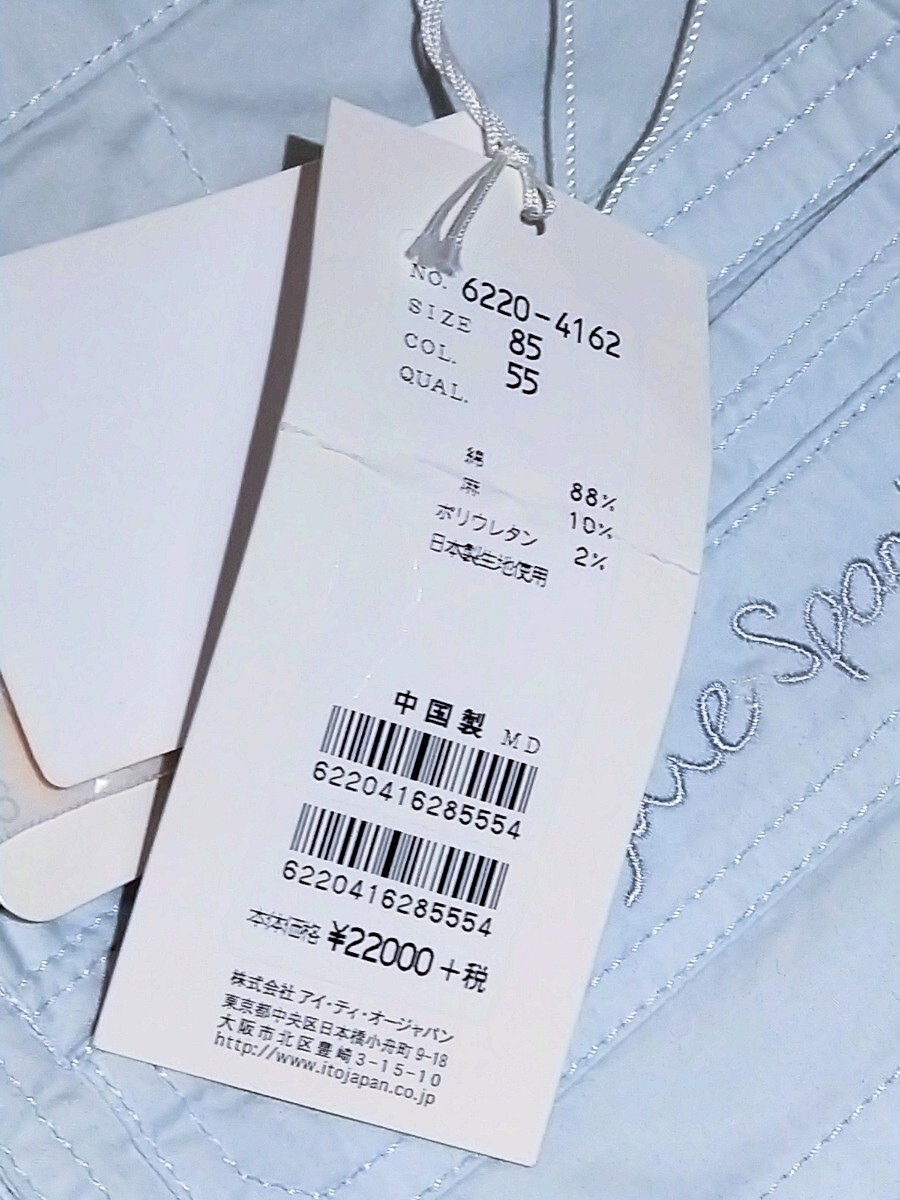 NO. 6220-4162
SIZE 85
COL. 55
QUAL.
綿 88%
麻 10%
ポリウレタン 2%
日本製生地使用
中国製 MD
6220416285554
6220416285554
本体価格 ¥22000+税
株式会社 アイ・ティ・オージャパン
東京都中央区日本橋小舟町 9-18
大阪市北区豊崎3-15-10
http://www.itojapan.co.jp